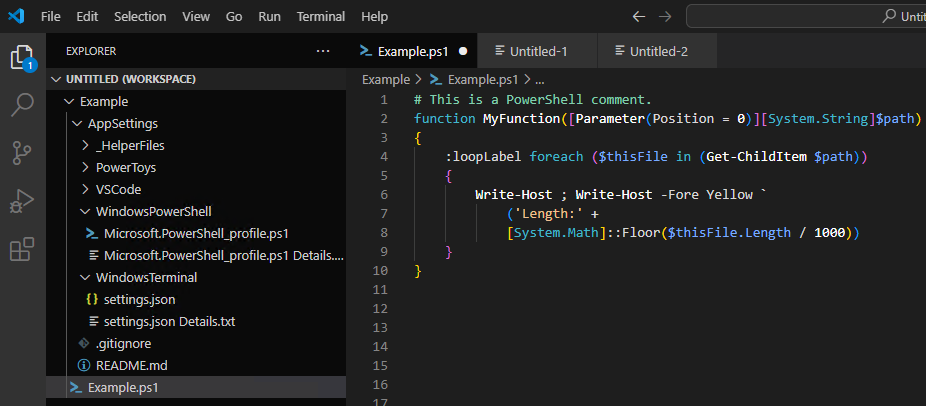 File Edit Selection View Go Run Terminal Help
Untit
EXPLORER ...
Example.ps1
Untitled-1
Untitled-2
1
UNTITLED (WORKSPACE)
Example
AppSettings
_HelperFiles
PowerToys
VSCode
WindowsPowerShell
Microsoft.PowerShell_profile.ps1
Microsoft.PowerShell_profile.ps1 Details....
WindowsTerminal
{} settings.json
settings.json Details.txt
.gitignore
README.md
Example.ps1
Example > Example.ps1 > ...
1 # This is a PowerShell comment.
2 function MyFunction([Parameter(Position = 0)][System.String]$path)
3 {
4 :loopLabel foreach ($thisFile in (Get-ChildItem $path))
5 {
6 Write-Host ; Write-Host -Fore Yellow `
7 ('Length:' +
8 [System.Math]::Floor($thisFile.Length / 1000))
9 }
10 }
11
12
13
14
15
16
17